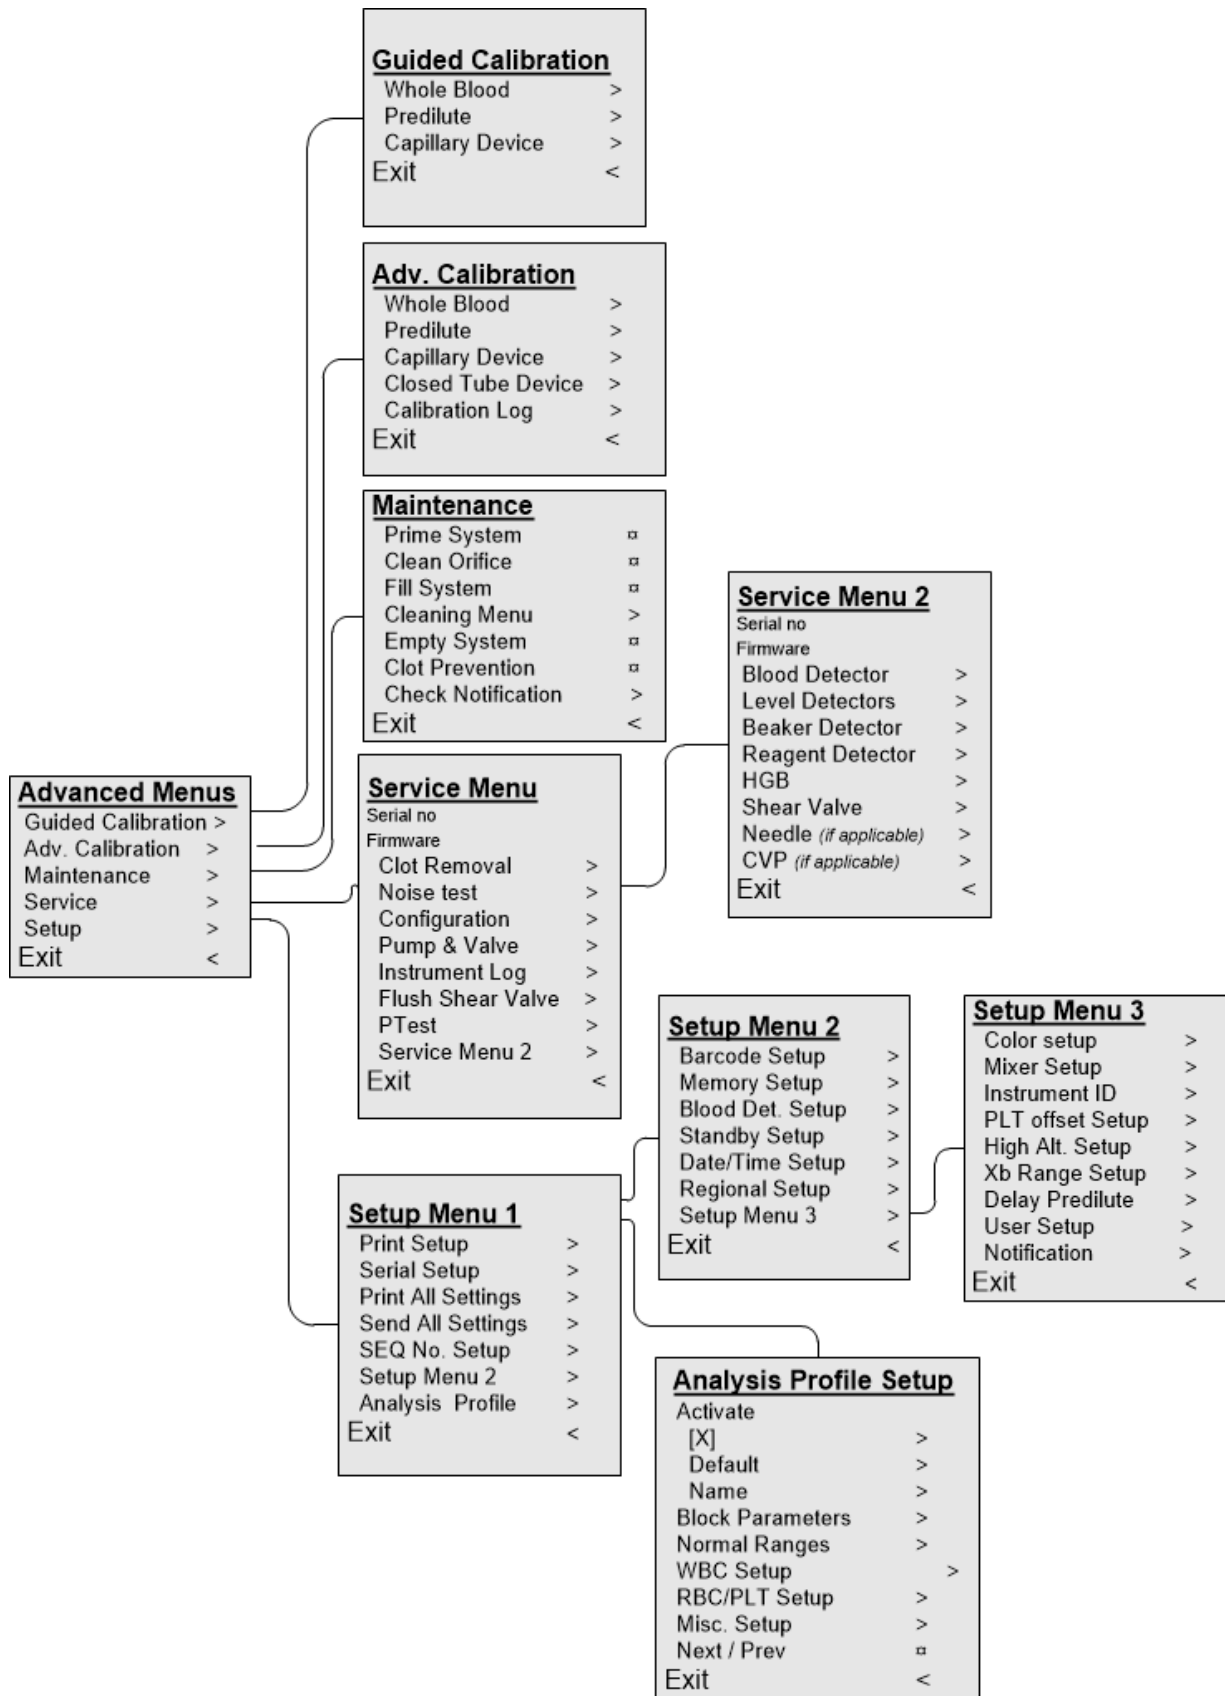 Guided Calibration
Whole Blood >
Predilute >
Capillary Device >
Exit <
Adv. Calibration
Whole Blood >
Predilute >
Capillary Device >
Closed Tube Device >
Calibration Log >
Exit <
Maintenance
Prime System ¤
Clean Orifice ¤
Fill System ¤
Cleaning Menu >
Empty System ¤
Clot Prevention ¤
Check Notification >
Exit <
Service Menu 2
Serial no
Firmware
Blood Detector >
Level Detectors >
Beaker Detector >
Reagent Detector >
HGB >
Shear Valve >
Needle (if applicable) >
CVP (if applicable) >
Exit <
Advanced Menus
Guided Calibration >
Adv. Calibration >
Maintenance >
Service >
Setup >
Exit <
Service Menu
Serial no
Firmware
Clot Removal >
Noise test >
Configuration >
Pump & Valve >
Instrument Log >
Flush Shear Valve >
PTest >
Service Menu 2 >
Exit <
Setup Menu 1
Print Setup >
Serial Setup >
Print All Settings >
Send All Settings >
SEQ No. Setup >
Setup Menu 2 >
Analysis Profile >
Exit <
Setup Menu 2
Barcode Setup >
Memory Setup >
Blood Det. Setup >
Standby Setup >
Date/Time Setup >
Regional Setup >
Setup Menu 3 >
Exit <
Setup Menu 3
Color setup >
Mixer Setup >
Instrument ID >
PLT offset Setup >
High Alt. Setup >
Xb Range Setup >
Delay Predilute >
User Setup >
Notification >
Exit <
Analysis Profile Setup
Activate
[X] >
Default >
Name >
Block Parameters >
Normal Ranges >
WBC Setup >
RBC/PLT Setup >
Misc. Setup >
Next / Prev ¤
Exit <